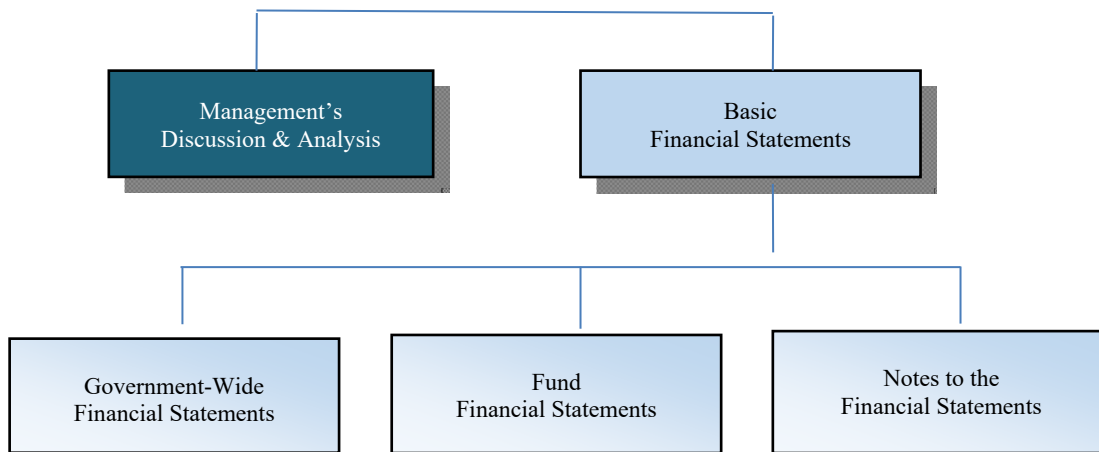 Management’s
Discussion & Analysis
Basic
Financial Statements
Government-Wide
Financial Statements
Fund
Financial Statements
Notes to the
Financial Statements